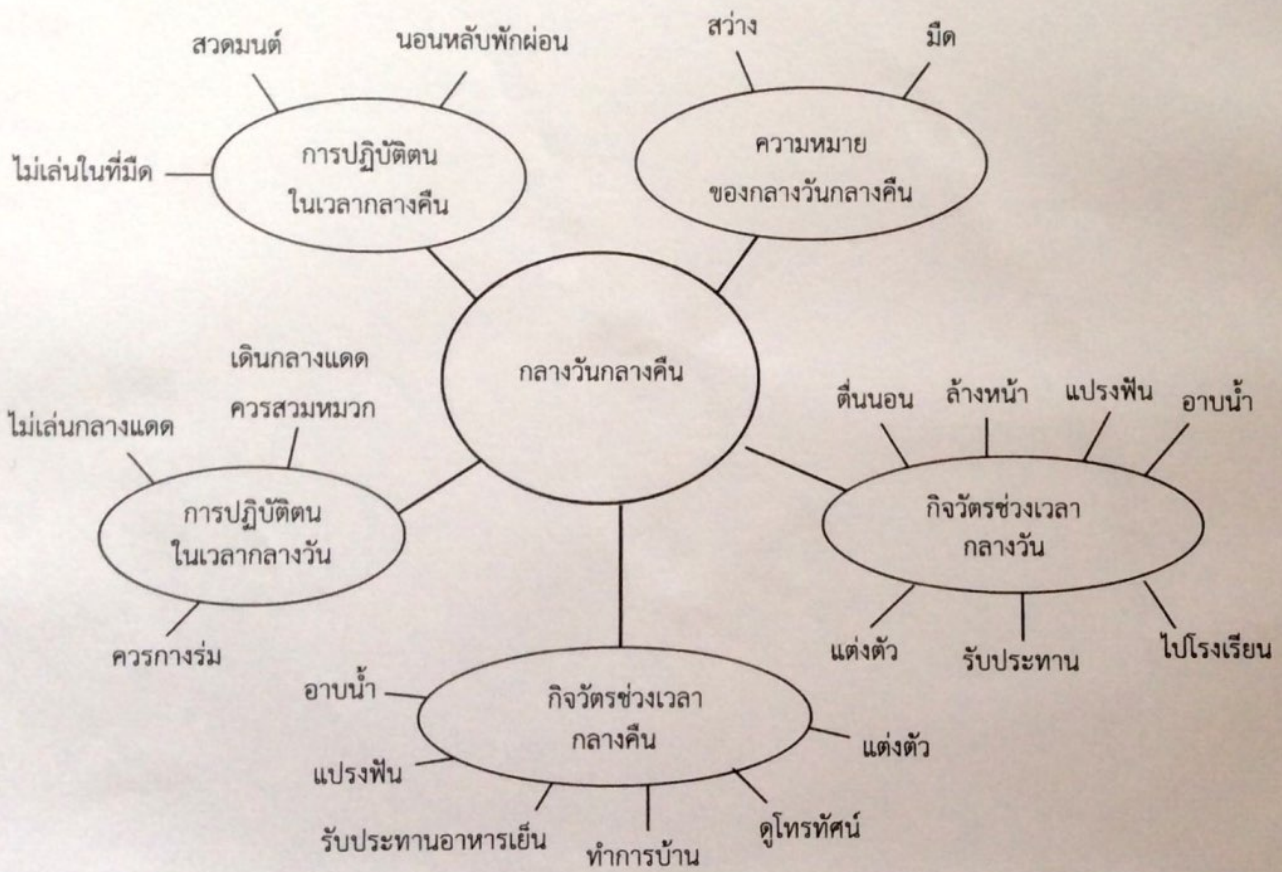 สวดมนต์
นอนหลับพักผ่อน
ไม่เล่นในที่มืด
การปฏิบัติตน
ในเวลากลางคืน
สว่าง
มืด
ความหมาย
ของกลางวันกลางคืน
กลางวันกลางคืน
เดินกลางแดด
ควรสวมหมวก
ไม่เล่นกลางแดด
การปฏิบัติตน
ในเวลากลางวัน
ควรกางร่ม
ตื่นนอน
ล้างหน้า
แปรงฟัน
อาบน้ำ
กิจวัตรช่วงเวลา
กลางวัน
แต่งตัว
รับประทาน
ไปโรงเรียน
อาบน้ำ
กิจวัตรช่วงเวลา
กลางคืน
แต่งตัว
แปรงฟัน
รับประทานอาหารเย็น
ทำการบ้าน
ดูโทรทัศน์